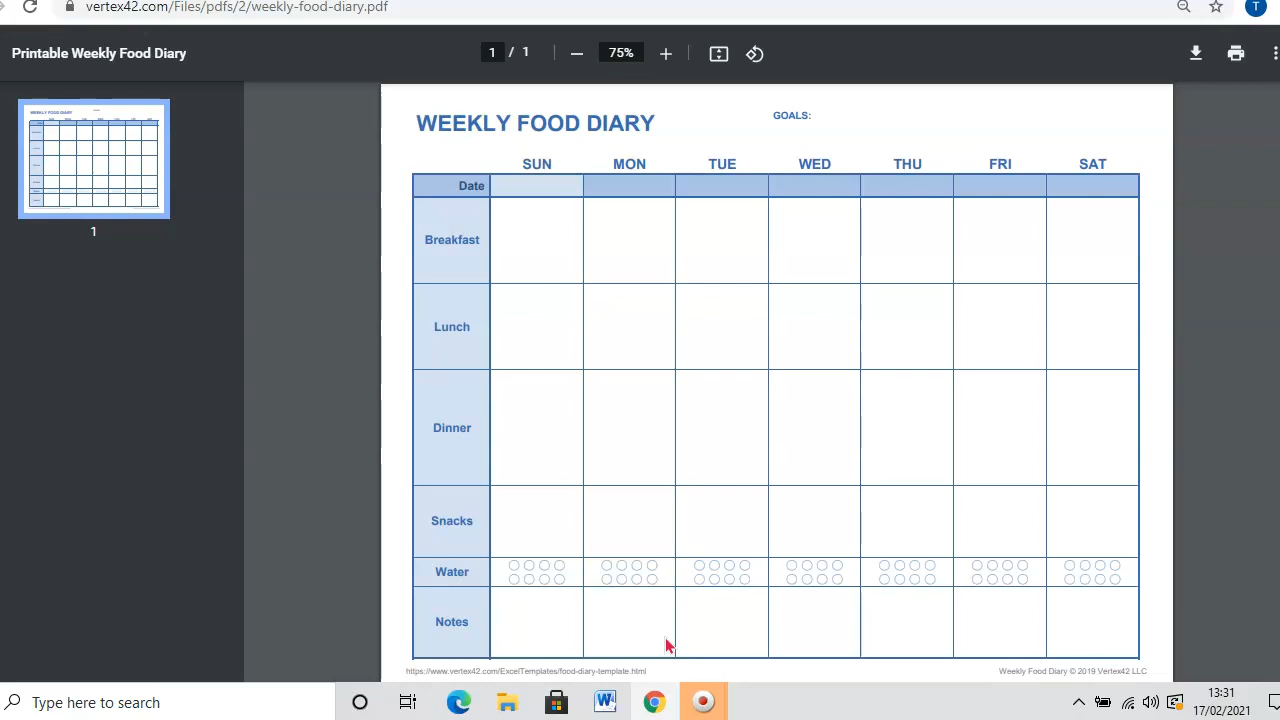 vertex42.com/Files/pdfs/2/weekly-food-diary.pdf
T
Printable Weekly Food Diary
1 / 1
75%
WEEKLY FOOD DIARY
GOALS:
SUN MON TUE WED THU FRI SAT
Date
Breakfast
Lunch
Dinner
Snacks
Water
Notes
https://www.vertex42.com/ExcelTemplates/food-diary-template.html
Weekly Food Diary © 2019 Vertex42 LLC
1
Type here to search
W
13:31
17/02/2021